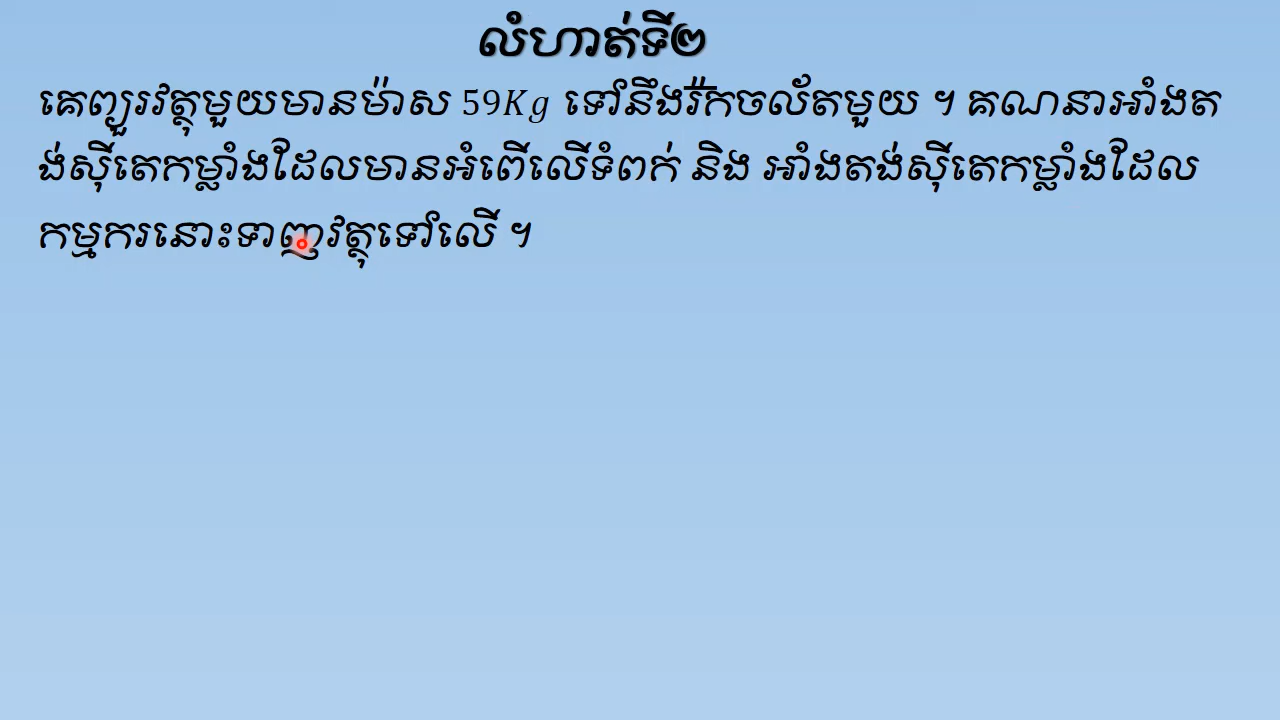 លំហាត់ទី២
គេព្យួរវត្ថុមួយមានម៉ាស 59Kg ទៅនឹងរ៉កចល័តមួយ ។ គណនាអាំងត
ង់ស៊ីតេកម្លាំងដែលមានអំពើលើទំពក់ និង អាំងតង់ស៊ីតេកម្លាំងដែល
កម្មករនោះទាញវត្ថុទៅលើ ។